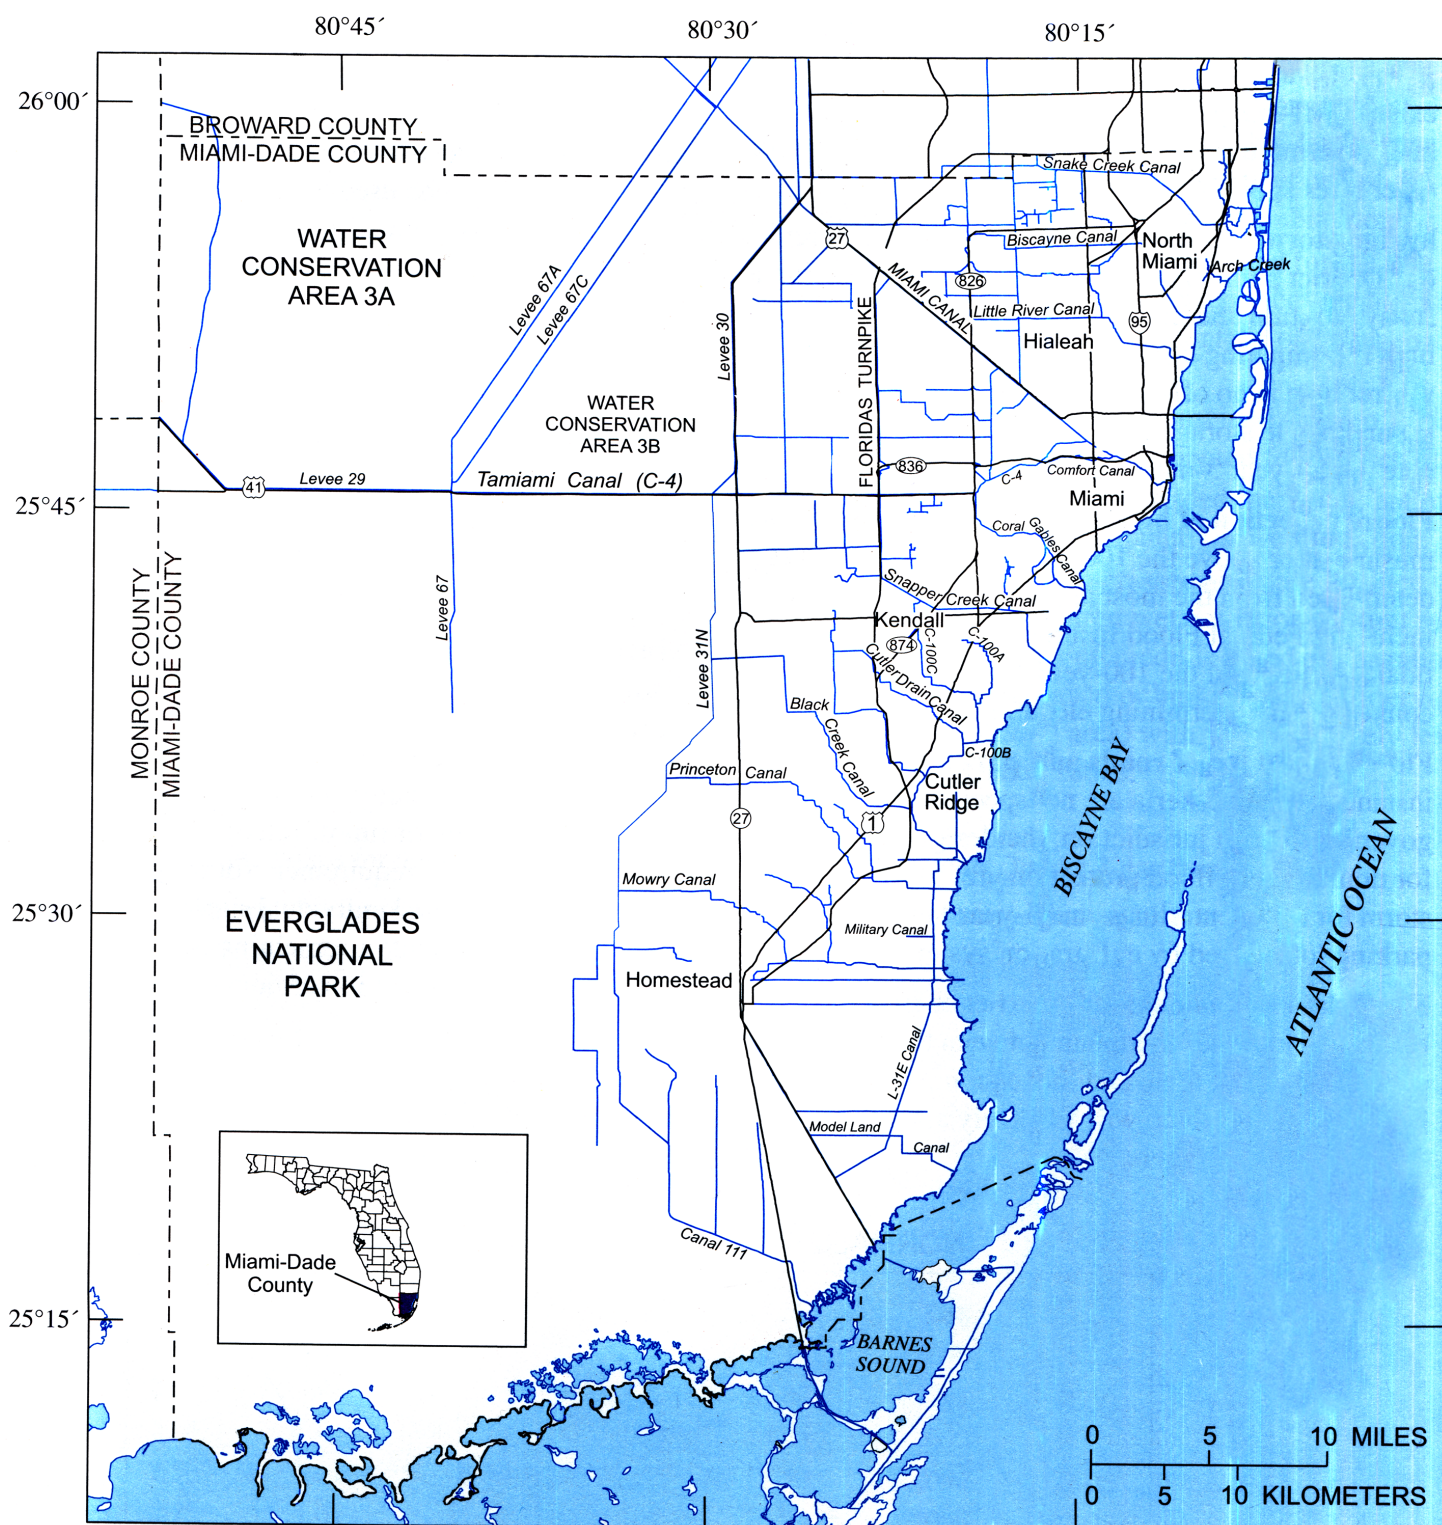 80°45´
80°30´
80°15´
26°00´
BROWARD COUNTY
MIAMI-DADE COUNTY
Snake Creek Canal
WATER
CONSERVATION
AREA 3A
Levee 67A
Levee 67C
27
Biscayne Canal
North
Miami
Arch Creek
826
MIAMI CANAL
Little River Canal
95
Hialeah
Levee 30
FLORIDAS TURNPIKE
WATER
CONSERVATION
AREA 3B
836
Comfort Canal
C-4
Miami
41
Levee 29
Tamiami Canal (C-4)
25°45´
Coral Gables Canal
MONROE COUNTY
MIAMI-DADE COUNTY
Levee 67
Snapper Creek Canal
Kendall
874
C-100C
C-100A
Cutler Drain Canal
Levee 31N
Black Creek Canal
C-100B
Princeton Canal
Cutler
Ridge
27
1
BISCAYNE BAY
ATLANTIC OCEAN
Mowry Canal
25°30´
EVERGLADES
NATIONAL
PARK
Military Canal
Homestead
L-31E Canal
Model Land Canal
Canal 111
Miami-Dade
County
25°15´
BARNES
SOUND
0 5 10 MILES
0 5 10 KILOMETERS